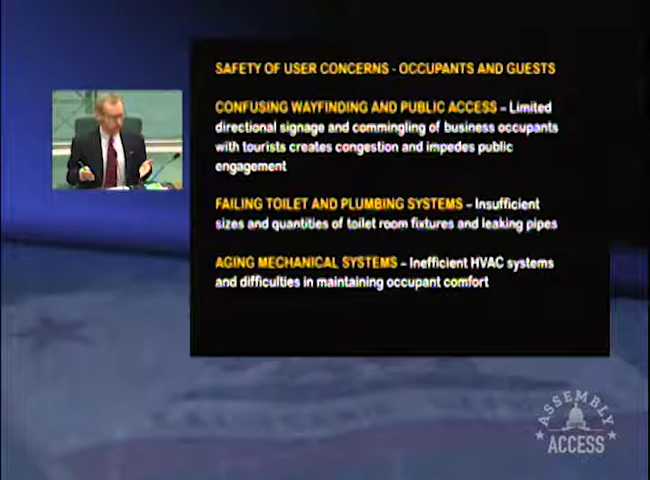 SAFETY OF USER CONCERNS - OCCUPANTS AND GUESTS
CONFUSING WAYFINDING AND PUBLIC ACCESS – Limited
directional signage and commingling of business occupants
with tourists creates congestion and impedes public
engagement
FAILING TOILET AND PLUMBING SYSTEMS – Insufficient
sizes and quantities of toilet room fixtures and leaking pipes
AGING MECHANICAL SYSTEMS – Inefficient HVAC systems
and difficulties in maintaining occupant comfort
ASSEMBLY
ACCESS